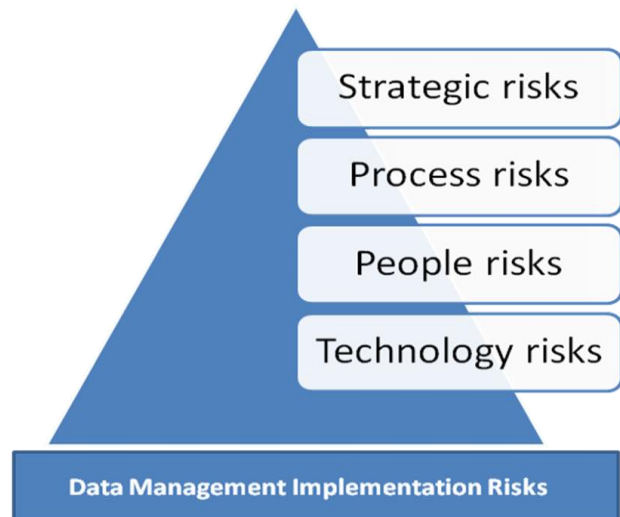 Strategic risks
Process risks
People risks
Technology risks
Data Management Implementation Risks